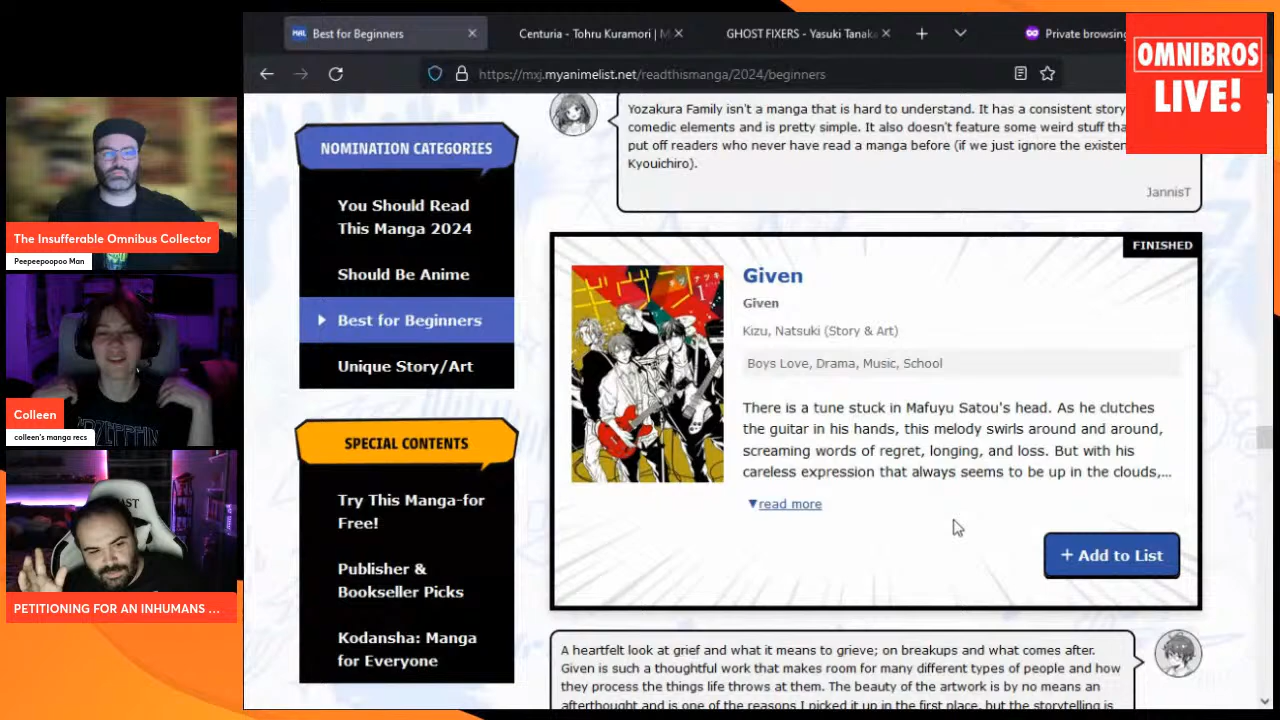 Best for Beginners
Centuria - Tohru Kuramori | M
GHOST FIXERS - Yasuki Tanaka
Private browsing
https://mxj.myanimelist.net/readthismanga/2024/beginners
OMNIBROS
LIVE!
The Insufferable Omnibus Collector
Peepeepoopoo Man
Colleen
colleen's manga recs
PETITIONING FOR AN INHUMANS ...
NOMINATION CATEGORIES
You Should Read
This Manga 2024
Should Be Anime
Best for Beginners
Unique Story/Art
SPECIAL CONTENTS
Try This Manga-for
Free!
Publisher &
Bookseller Picks
Kodansha: Manga
for Everyone
Yozakura Family isn't a manga that is hard to understand. It has a consistent story
comedic elements and is pretty simple. It also doesn't feature some weird stuff tha
put off readers who never have read a manga before (if we just ignore the existen
Kyouichiro).
JannisT
FINISHED
Given
Given
Kizu, Natsuki (Story & Art)
Boys Love, Drama, Music, School
There is a tune stuck in Mafuyu Satou's head. As he clutches
the guitar in his hands, this melody swirls around and around,
screaming words of regret, longing, and loss. But with his
careless expression that always seems to be up in the clouds,...
▼read more
+ Add to List
A heartfelt look at grief and what it means to grieve; on breakups and what comes after.
Given is such a thoughtful work that makes room for many different types of people and how
they process the things life throws at them. The beauty of the artwork is by no means an
afterthought and is one of the reasons I picked it up in the first place, but the storytelling is